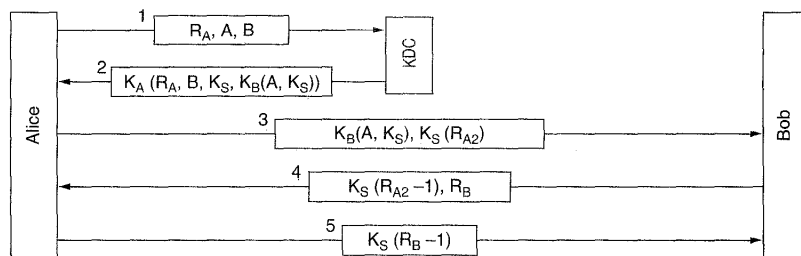 1
R_A, A, B
KDC
2
K_A (R_A, B, K_S, K_B(A, K_S))
Alice
Bob
3
K_B(A, K_S), K_S (R_A2)
4
K_S (R_A2 –1), R_B
5
K_S (R_B –1)